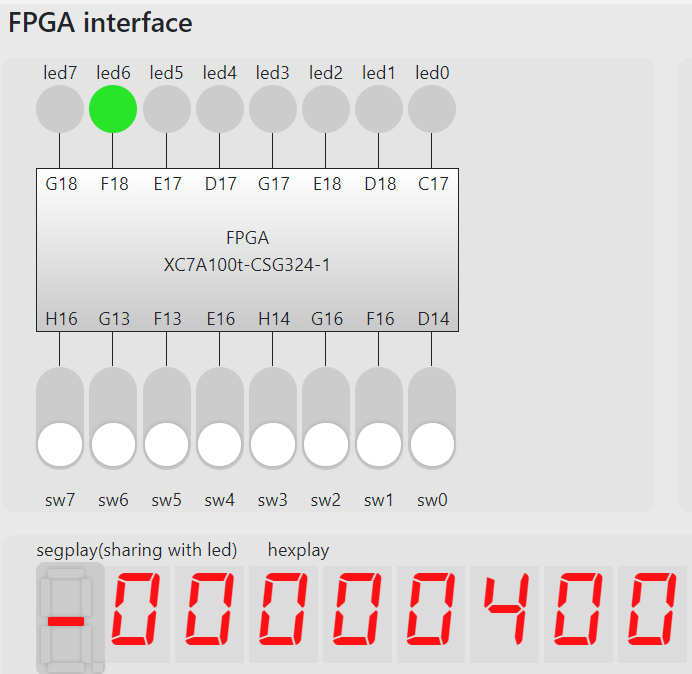 FPGA interface
led7 led6 led5 led4 led3 led2 led1 led0
G18 F18 E17 D17 G17 E18 D18 C17
FPGA
XC7A100t-CSG324-1
H16 G13 F13 E16 H14 G16 F16 D14
sw7 sw6 sw5 sw4 sw3 sw2 sw1 sw0
segplay(sharing with led) hexplay
00000400